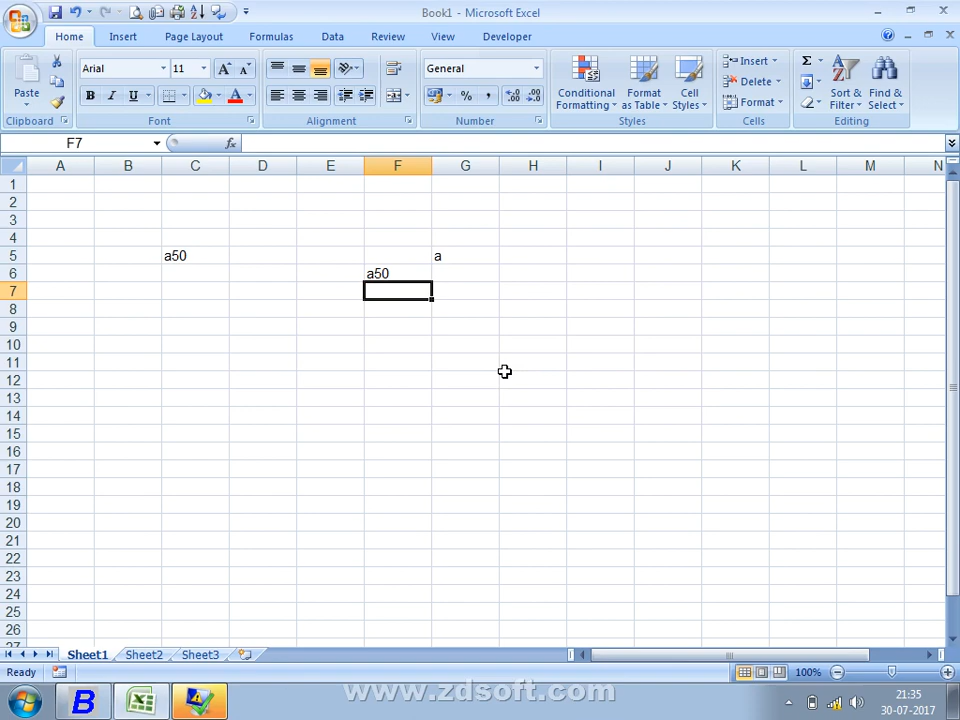 Book1 - Microsoft Excel
Home Insert Page Layout Formulas Data Review View Developer
Paste
Arial 11
B I U A
General
% ,
Conditional Formatting
Format as Table
Cell Styles
Insert
Delete
Format
Σ
Sort & Filter
Find & Select
Clipboard Font Alignment Number Styles Cells Editing
F7 fx
A B C D E F G H I J K L M N
1
2
3
4
5 a50 a
6 a50
7
8
9
10
11
12
13
14
15
16
17
18
19
20
21
22
23
24
25
26
27
Sheet1 Sheet2 Sheet3
Ready 100%
B
www.zdsoft.com
21:35
30-07-2017